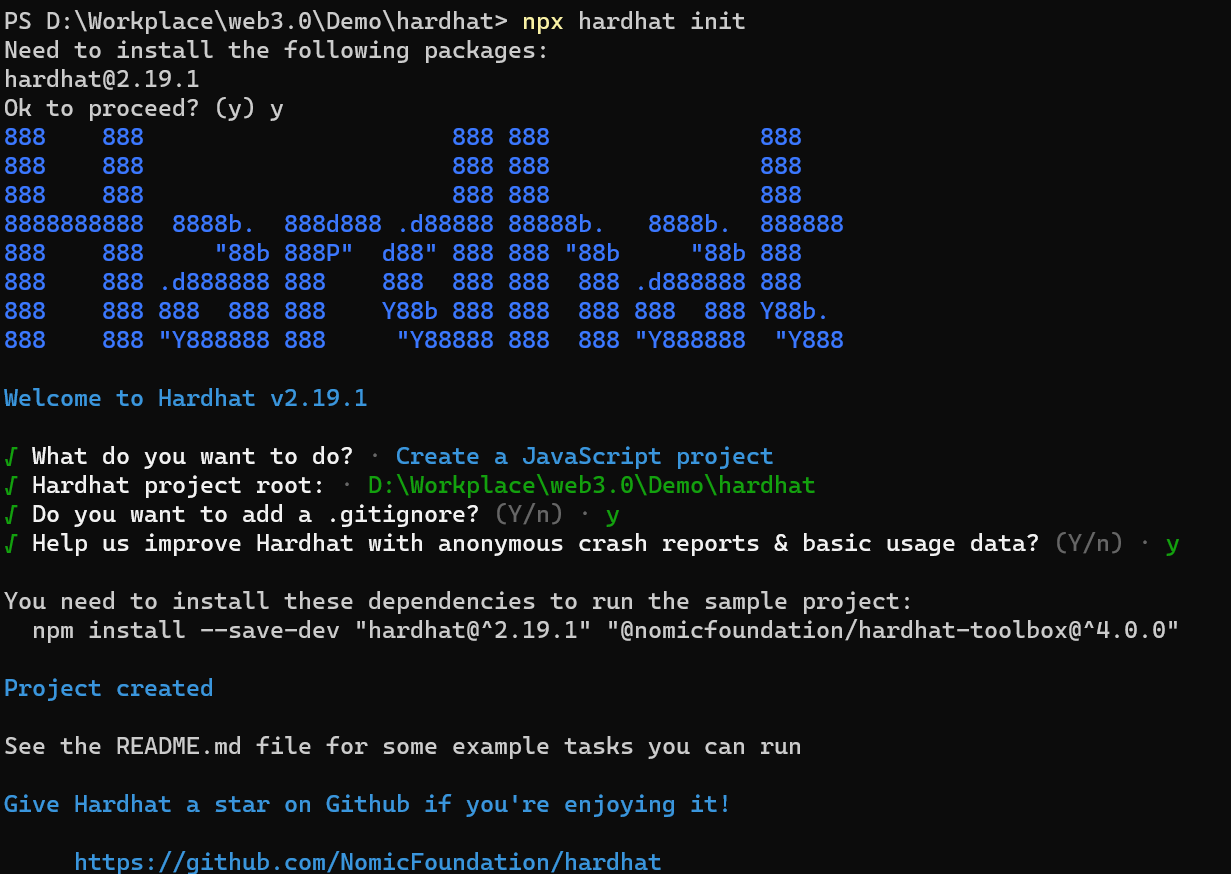 PS D:\Workplace\web3.0\Demo\hardhat> npx hardhat init
Need to install the following packages:
hardhat@2.19.1
Ok to proceed? (y) y
888    888                      888 888               888
888    888                      888 888               888
888    888                      888 888               888
8888888888  8888b.  888d888 .d88888 88888b.   8888b.  888888
888    888     "88b 888P"  d88" 888 888 "88b     "88b 888
888    888 .d888888 888    888  888 888  888 .d888888 888
888    888 888  888 888    Y88b 888 888  888 888  888 Y88b.
888    888 "Y888888 888     "Y88888 888  888 "Y888888  "Y888
Welcome to Hardhat v2.19.1
√ What do you want to do? · Create a JavaScript project
√ Hardhat project root: · D:\Workplace\web3.0\Demo\hardhat
√ Do you want to add a .gitignore? (Y/n) · y
√ Help us improve Hardhat with anonymous crash reports & basic usage data? (Y/n) · y
You need to install these dependencies to run the sample project:
  npm install --save-dev "hardhat@^2.19.1" "@nomicfoundation/hardhat-toolbox@^4.0.0"
Project created
See the README.md file for some example tasks you can run
Give Hardhat a star on Github if you're enjoying it!
     https://github.com/NomicFoundation/hardhat